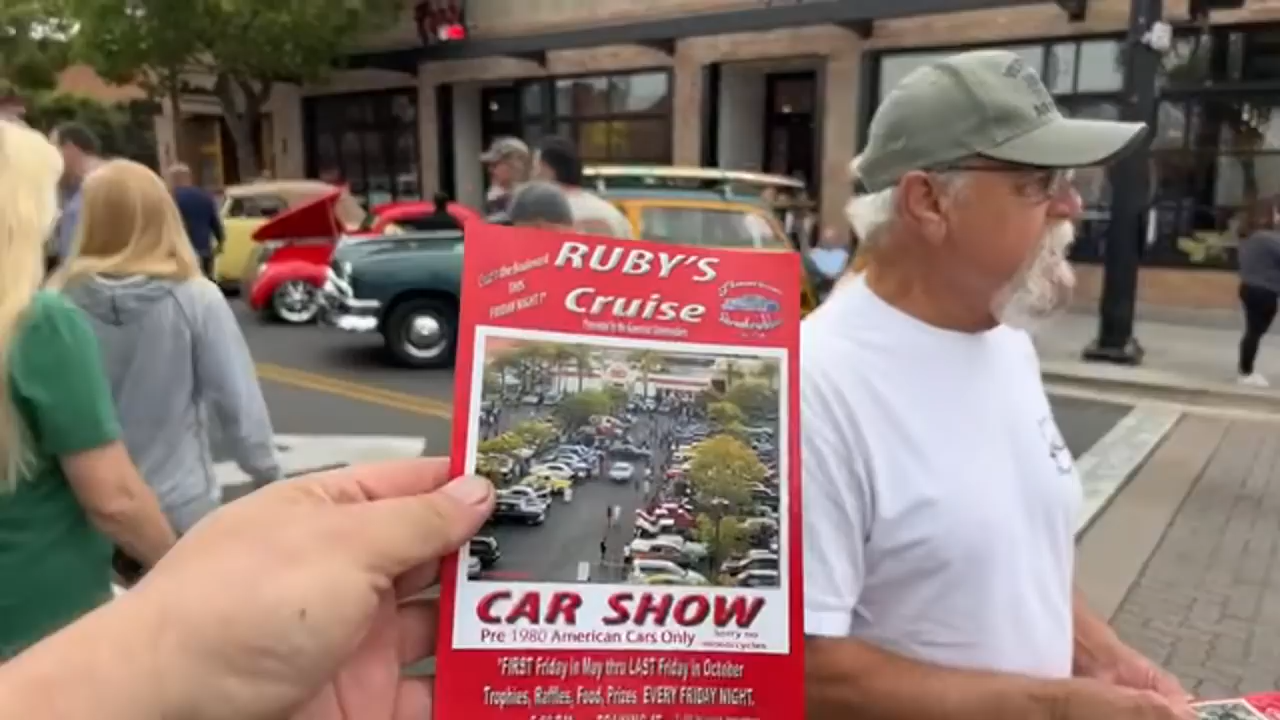 RUBY'S
Cruise
"Cruz'n the Boulevard
THIS
FRIDAY NIGHT!"
CAR SHOW
Pre 1980 American Cars Only
Sorry no
motorcycles
"FIRST Friday in May thru LAST Friday in October
Trophies, Raffles, Food, Prizes EVERY FRIDAY NIGHT.